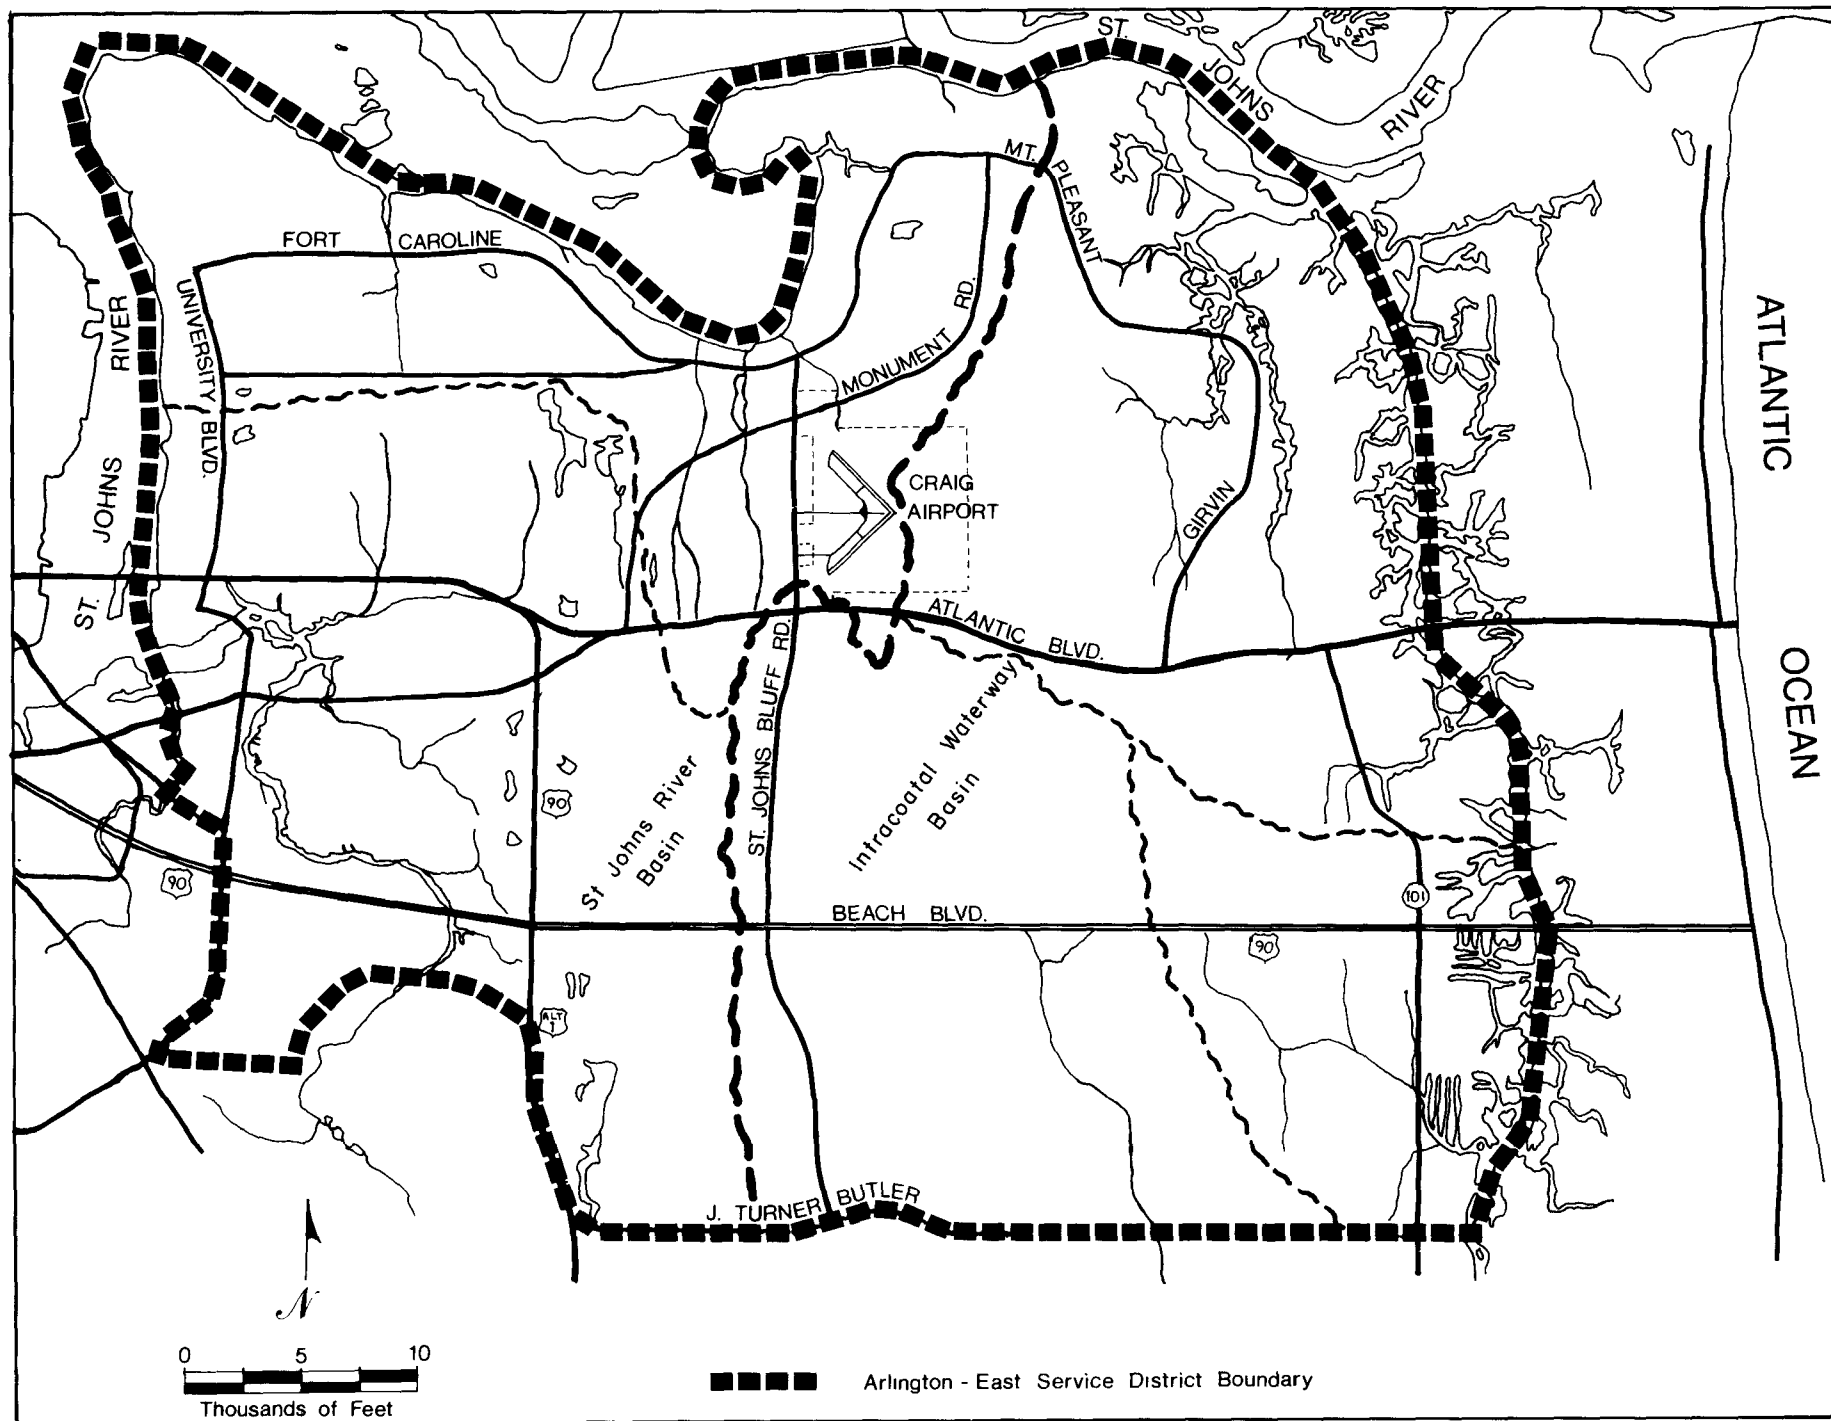 ST. JOHNS RIVER
MT. PLEASANT
FORT CAROLINE
UNIVERSITY BLVD.
ST. JOHNS RIVER
MONUMENT RD.
ATLANTIC OCEAN
CRAIG
AIRPORT
GIRVIN
ATLANTIC BLVD.
ST. JOHNS BLUFF RD.
St Johns River
Basin
Intracoatal Waterway
Basin
90
90
101
BEACH BLVD.
90
ALT
1
J. TURNER BUTLER
N
0 5 10
Thousands of Feet
Arlington - East Service District Boundary